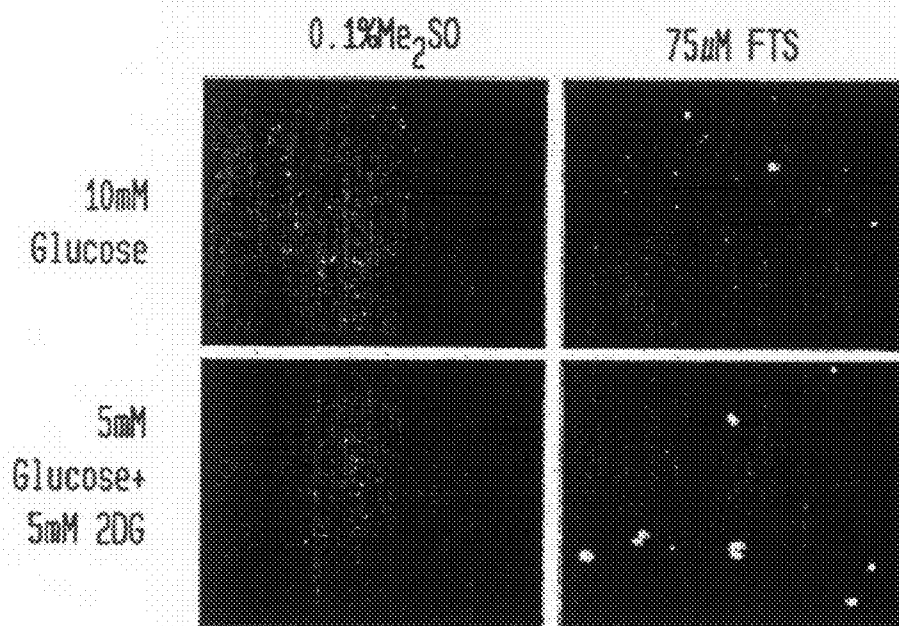 0.1%Me2SO
75µM FTS
10mM
Glucose
5mM
Glucose+
5mM 2DG